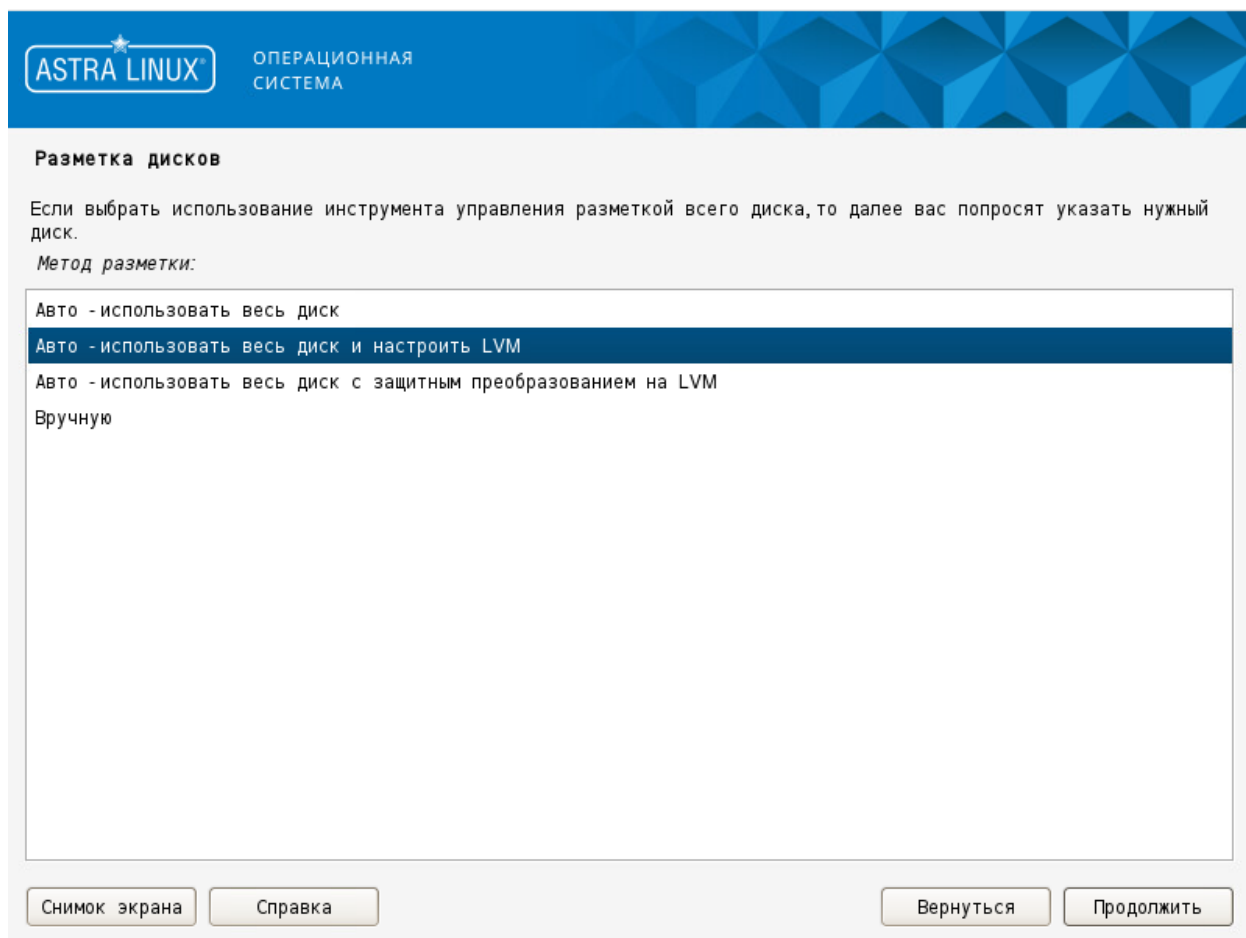 ASTRA LINUX®
ОПЕРАЦИОННАЯ
СИСТЕМА
Разметка дисков
Если выбрать использование инструмента управления разметкой всего диска, то далее вас попросят указать нужный
диск.
Метод разметки:
Авто - использовать весь диск
Авто - использовать весь диск и настроить LVM
Авто - использовать весь диск с защитным преобразованием на LVM
Вручную
Снимок экрана
Справка
Вернуться
Продолжить